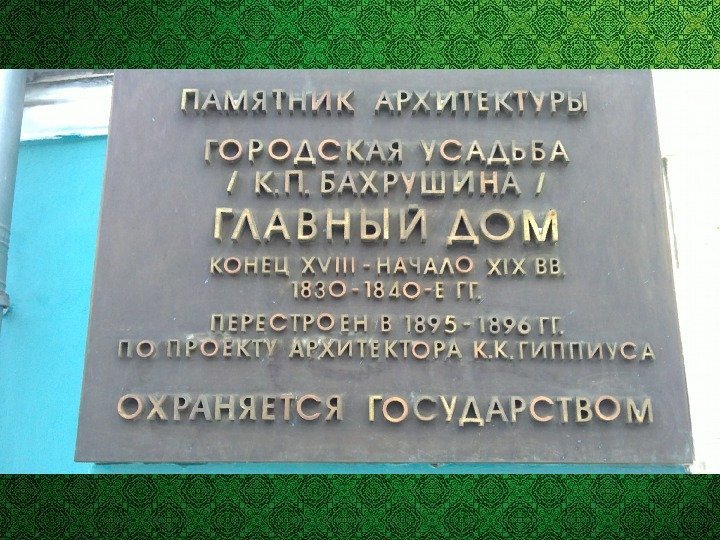 ПАМЯТНИК АРХИТЕКТУРЫ
ГОРОДСКАЯ УСАДЬБА
/ К.П. БАХРУШИНА /
ГЛАВНЫЙ ДОМ
КОНЕЦ XVIII - НАЧАЛО XIX ВВ.
1830 - 1840-Е ГГ.
ПЕРЕСТРОЕН В 1895 - 1896 ГГ.
ПО ПРОЕКТУ АРХИТЕКТОРА К.К. ГИППИУСА
ОХРАНЯЕТСЯ ГОСУДАРСТВОМ